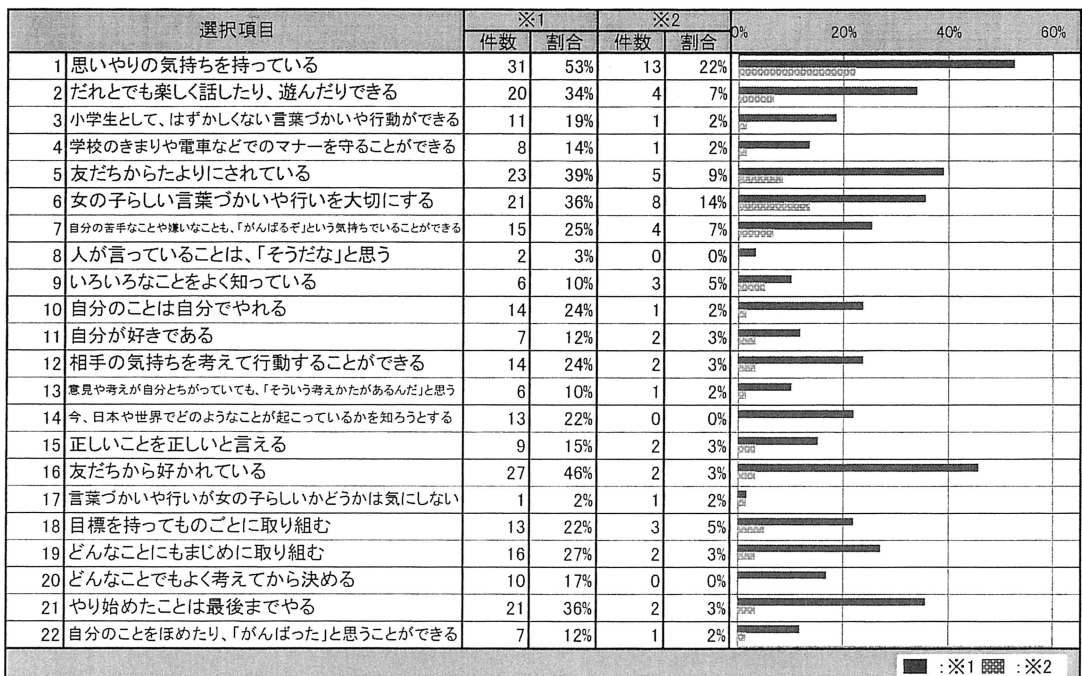 選択項目 ※1 ※2 0% 20% 40% 60%
件数 割合 件数 割合
1 思いやりの気持ちを持っている 31 53% 13 22%
2 だれとでも楽しく話したり、遊んだりできる 20 34% 4 7%
3 小学生として、はずかしくない言葉づかいや行動ができる 11 19% 1 2%
4 学校のきまりや電車などでのマナーを守ることができる 8 14% 1 2%
5 友だちからたよりにされている 23 39% 5 9%
6 女の子らしい言葉づかいや行いを大切にする 21 36% 8 14%
7 自分の苦手なことや嫌いなことも、「がんばるぞ」という気持ちでいることができる 15 25% 4 7%
8 人が言っていることは、「そうだな」と思う 2 3% 0 0%
9 いろいろなことをよく知っている 6 10% 3 5%
10 自分のことは自分でやれる 14 24% 1 2%
11 自分が好きである 7 12% 2 3%
12 相手の気持ちを考えて行動することができる 14 24% 2 3%
13 意見や考えが自分とちがっていても、「そういう考えかたがあるんだ」と思う 6 10% 1 2%
14 今、日本や世界でどのようなことが起こっているかを知ろうとする 13 22% 0 0%
15 正しいことを正しいと言える 9 15% 2 3%
16 友だちから好かれている 27 46% 2 3%
17 言葉づかいや行いが女の子らしいかどうかは気にしない 1 2% 1 2%
18 目標を持ってものごとに取り組む 13 22% 3 5%
19 どんなことにもまじめに取り組む 16 27% 2 3%
20 どんなことでもよく考えてから決める 10 17% 0 0%
21 やり始めたことは最後までやる 21 36% 2 3%
22 自分のことをほめたり、「がんばった」と思うことができる 7 12% 1 2%
:※1 :※2